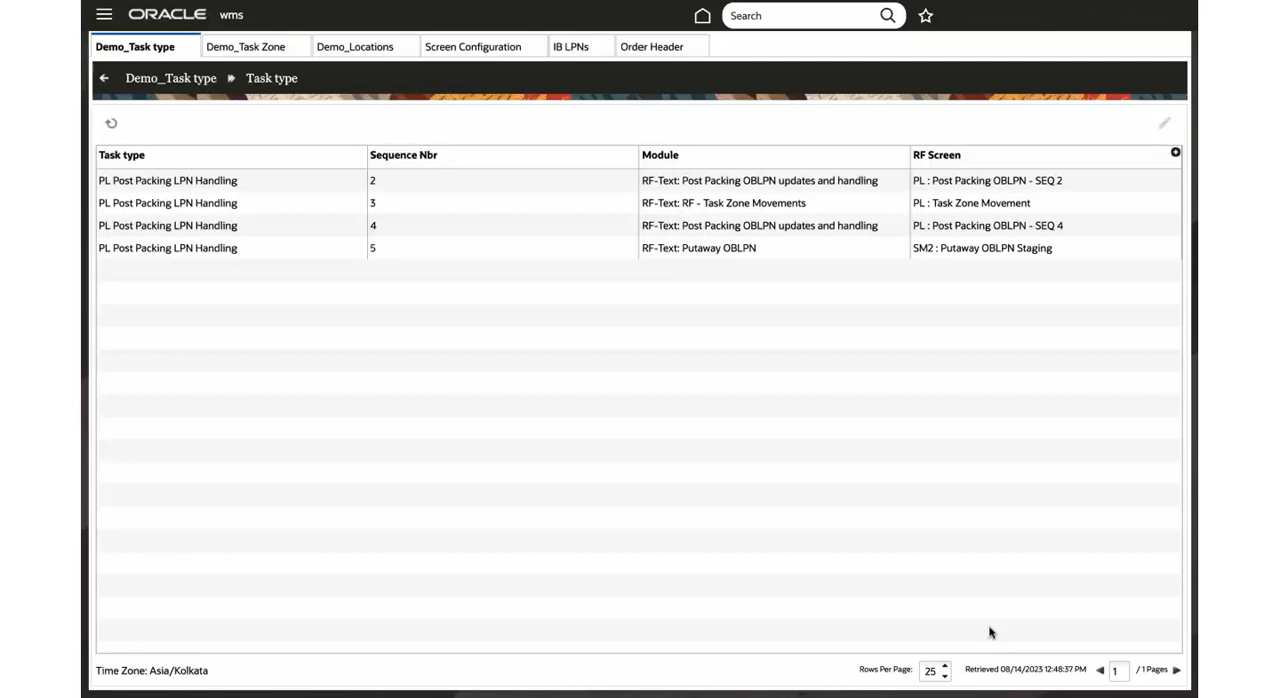 ORACLE wms
Search
Demo_Task type Demo_Task Zone Demo_Locations Screen Configuration IB LPNs Order Header
Demo_Task type Task type
Task type Sequence Nbr Module RF Screen
PL Post Packing LPN Handling 2 RF-Text: Post Packing OBLPN updates and handling PL : Post Packing OBLPN - SEQ 2
PL Post Packing LPN Handling 3 RF-Text: RF - Task Zone Movements PL : Task Zone Movement
PL Post Packing LPN Handling 4 RF-Text: Post Packing OBLPN updates and handling PL : Post Packing OBLPN - SEQ 4
PL Post Packing LPN Handling 5 RF-Text: Putaway OBLPN SM2 : Putaway OBLPN Staging
Time Zone: Asia/Kolkata Rows Per Page: 25 Retrieved 08/14/2023 12:48:37 PM 1 / 1 Pages